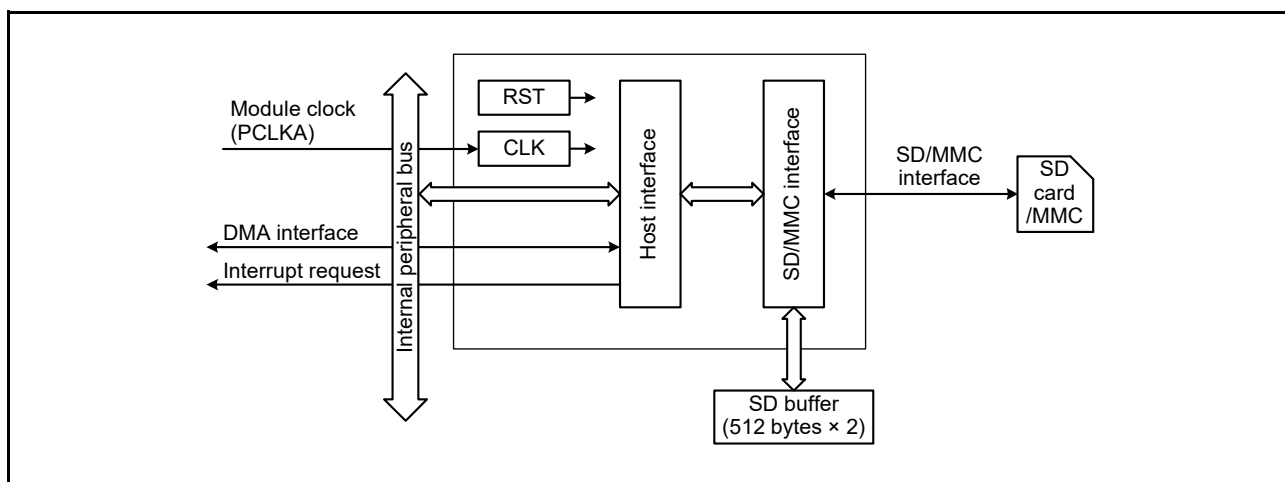 Module clock
(PCLKA)
DMA interface
Interrupt request
Internal peripheral bus
RST
CLK
Host interface
SD/MMC interface
SD/MMC
interface
SD
card
/MMC
SD buffer
(512 bytes × 2)